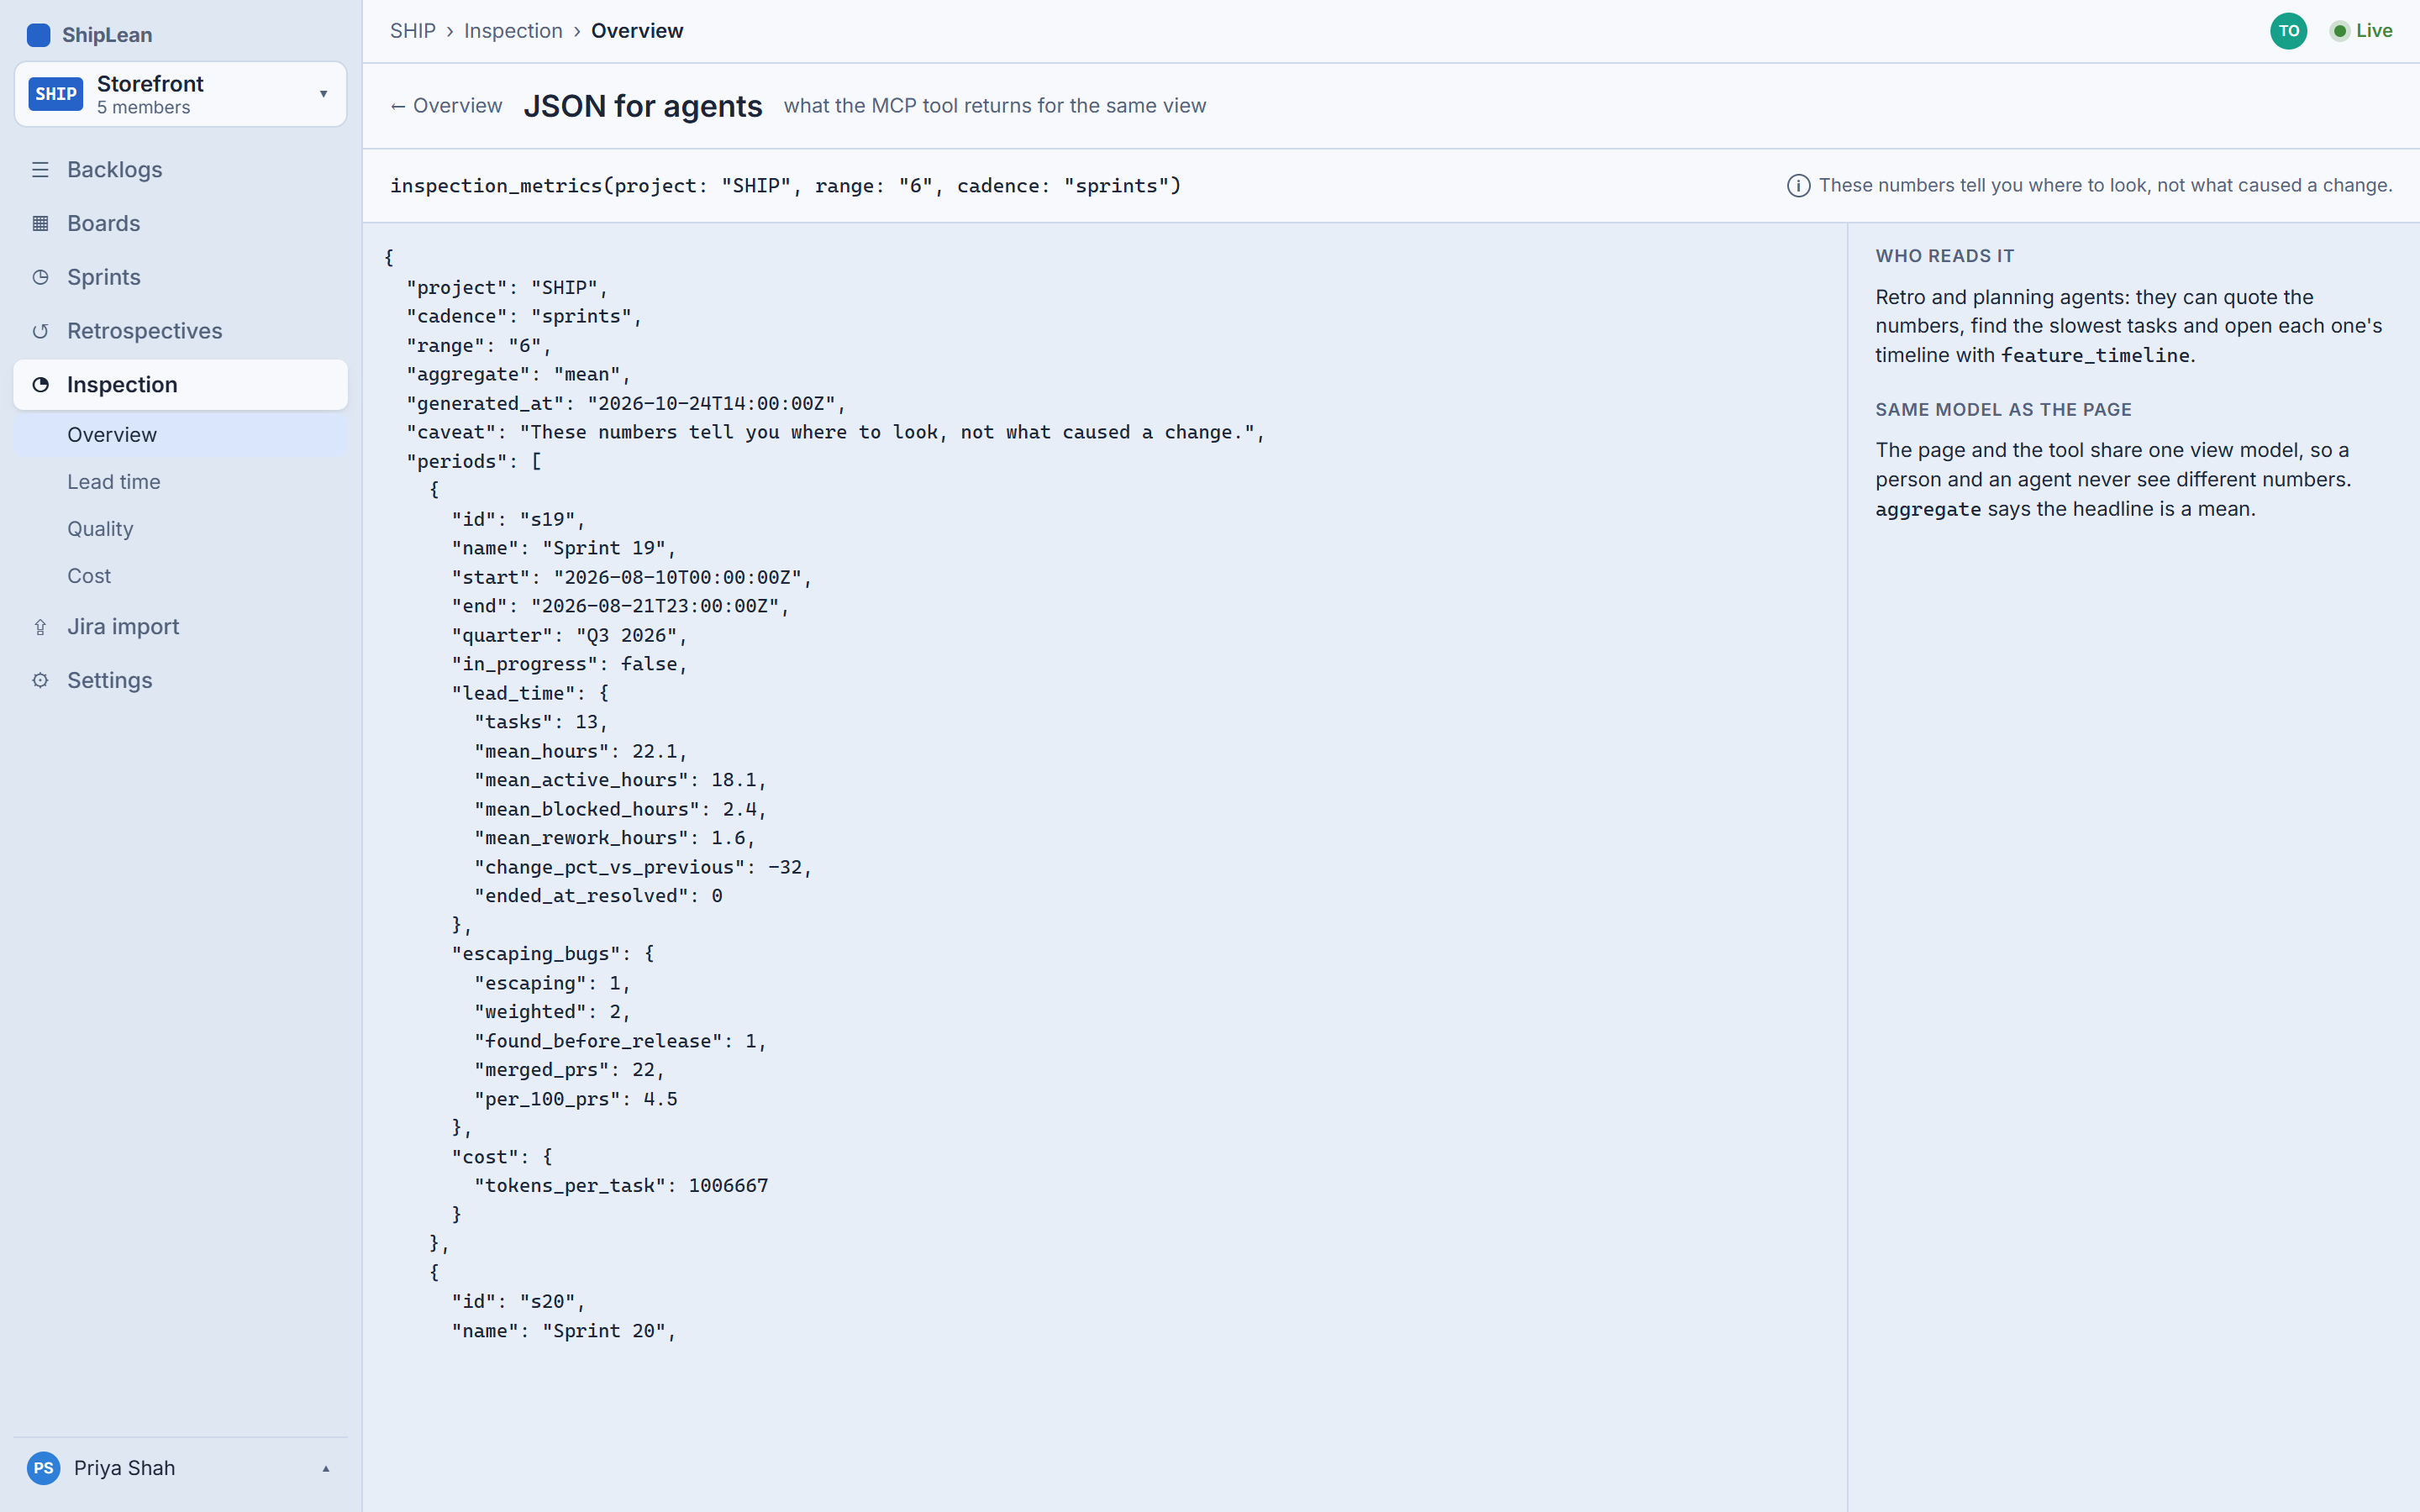 ShipLean
SHIP
Storefront
5 members
Backlogs
Boards
Sprints
Retrospectives
Inspection
Overview
Lead time
Quality
Cost
Jira import
Settings
PS
Priya Shah
SHIP › Inspection › Overview
TO
Live
← Overview
JSON for agents
what the MCP tool returns for the same view
inspection_metrics(project: "SHIP", range: "6", cadence: "sprints")
These numbers tell you where to look, not what caused a change.
{
  "project": "SHIP",
  "cadence": "sprints",
  "range": "6",
  "aggregate": "mean",
  "generated_at": "2026-10-24T14:00:00Z",
  "caveat": "These numbers tell you where to look, not what caused a change.",
  "periods": [
    {
      "id": "s19",
      "name": "Sprint 19",
      "start": "2026-08-10T00:00:00Z",
      "end": "2026-08-21T23:00:00Z",
      "quarter": "Q3 2026",
      "in_progress": false,
      "lead_time": {
        "tasks": 13,
        "mean_hours": 22.1,
        "mean_active_hours": 18.1,
        "mean_blocked_hours": 2.4,
        "mean_rework_hours": 1.6,
        "change_pct_vs_previous": -32,
        "ended_at_resolved": 0
      },
      "escaping_bugs": {
        "escaping": 1,
        "weighted": 2,
        "found_before_release": 1,
        "merged_prs": 22,
        "per_100_prs": 4.5
      },
      "cost": {
        "tokens_per_task": 1006667
      }
    },
    {
      "id": "s20",
      "name": "Sprint 20",
WHO READS IT
Retro and planning agents: they can quote the
numbers, find the slowest tasks and open each one's
timeline with feature_timeline.
SAME MODEL AS THE PAGE
The page and the tool share one view model, so a
person and an agent never see different numbers.
aggregate says the headline is a mean.